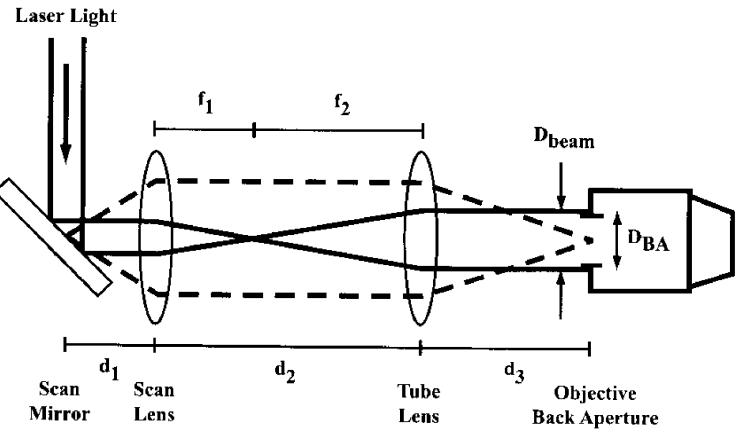 Laser Light
f1
f2
Dbeam
DBA
d1
d2
d3
Scan
Mirror
Scan
Lens
Tube
Lens
Objective
Back Aperture